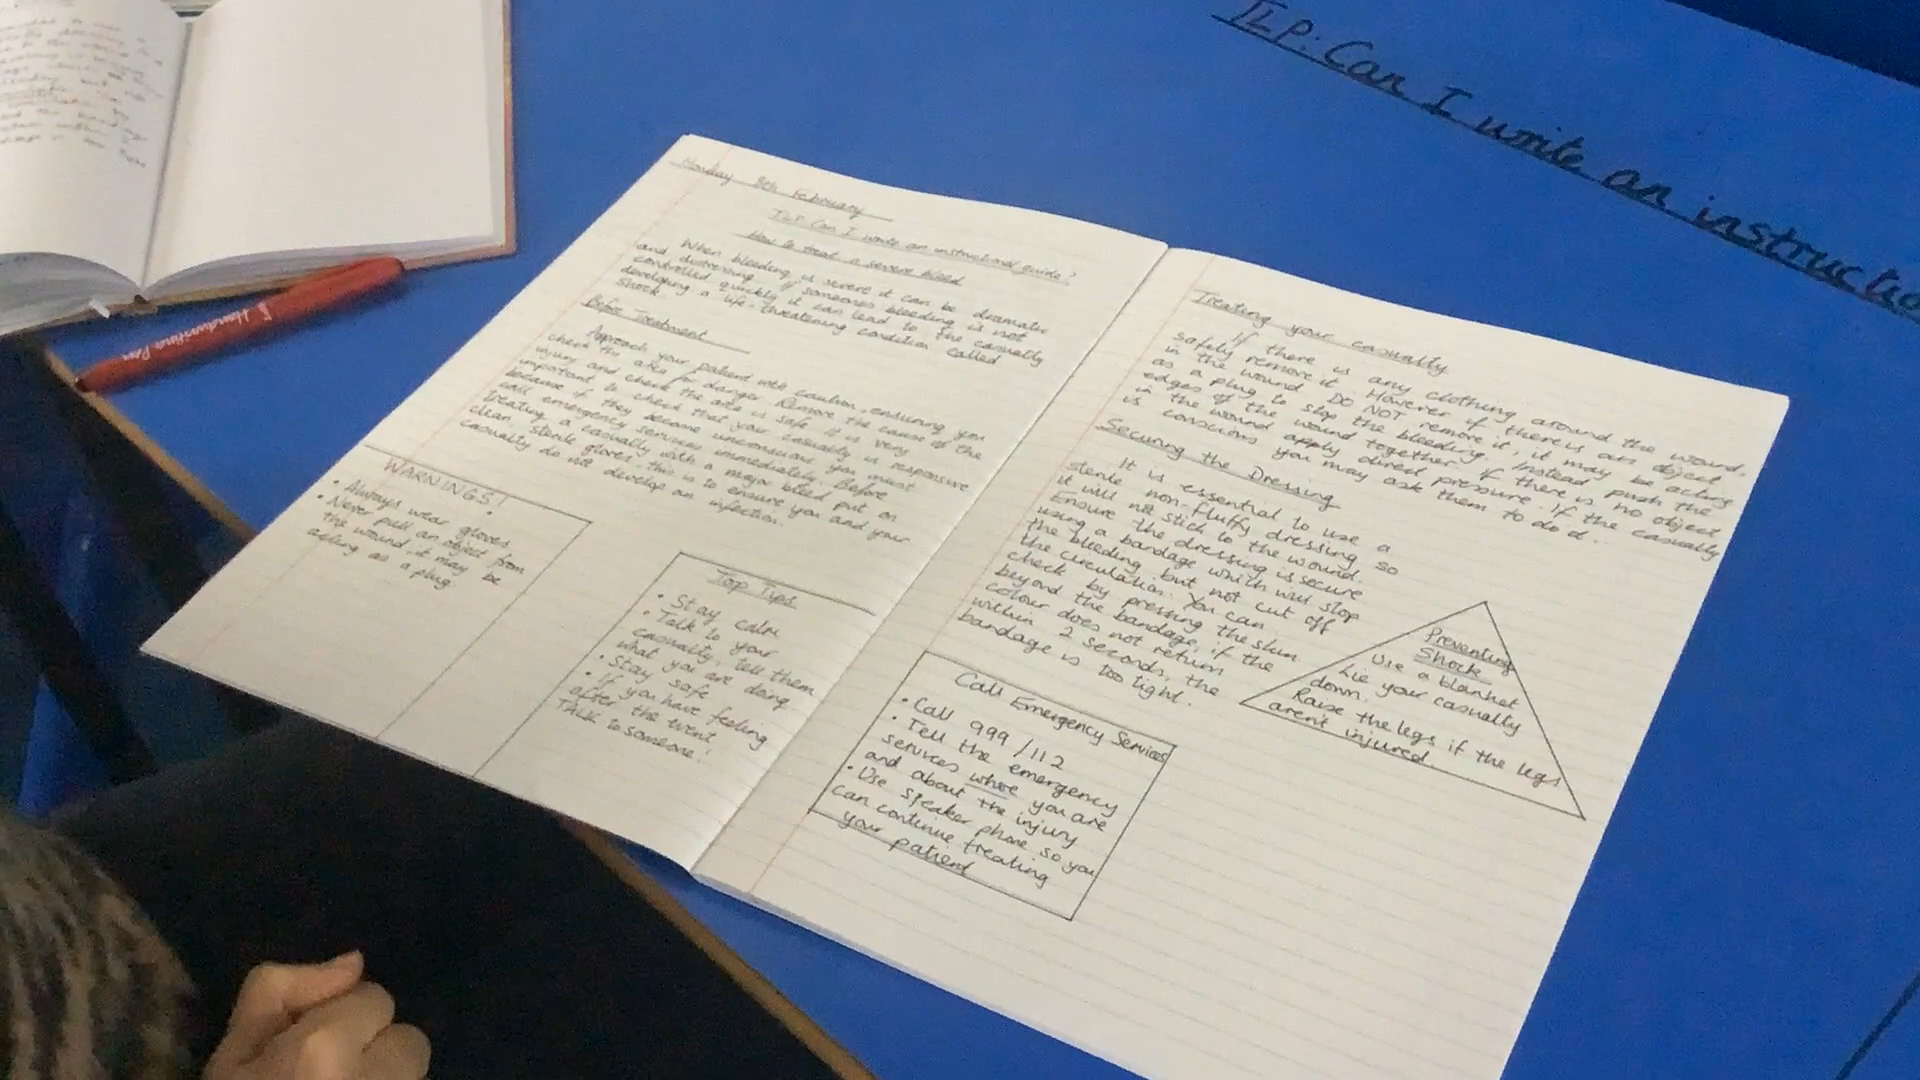 ILP: Can I write an instructio
Handwriting Pen
Monday 8th February
ILP: Can I write an instructional guide?
How to treat a severe bleed
When bleeding is severe it can be dramatic
and distressing if someones bleeding is not
controlled quickly it can lead to the casualty
developing a life-threatening condition called
shock.
Before Treatment
Approach your patient with caution, ensuring you
check the area for danger. Remove the cause of the
injury and check the area is safe. It is very
important to check that your casualty is responsive
because if they become unconscious you must
call emergency services immediately. Before
treating a casualty with a major bleed put on
clean, sterile gloves, this is to ensure you and your
casualty do not develop an infection.
WARNINGS!
• Always wear gloves
• Never pull an object from
the wound, it may be
acting as a plug
Top Tips
• Stay calm
• Talk to your
casualty, tell them
what you are doing
• Stay safe
• If you have feeling
after the event
TALK to someone!
Treating your casualty
If there is any clothing around the wound,
safely remove it. However if there is an object
in the wound DO NOT remove it, it may be acting
as a plug to stop the bleeding. Instead push the
edges of the wound together. If there is no object
in the wound apply direct pressure. If the casualty
is conscious you may ask them to do it.
Securing the Dressing
It is essential to use a
sterile non-fluffy dressing so
it will not stick to the wound.
Ensure the dressing is secure
using a bandage which will stop
the bleeding but not cut off
the circulation. You can
check by pressing the skin
beyond the bandage, if the
colour does not return
within 2 seconds, the
bandage is too tight.
Preventing
Shock
Use a blanket
Lie your casualty
down.
Raise the legs if the legs
aren't injured
Call Emergency Services
• Call 999/112
• Tell the emergency
services where you are
and about the injury
• Use speaker phone so you
can continue treating
your patient